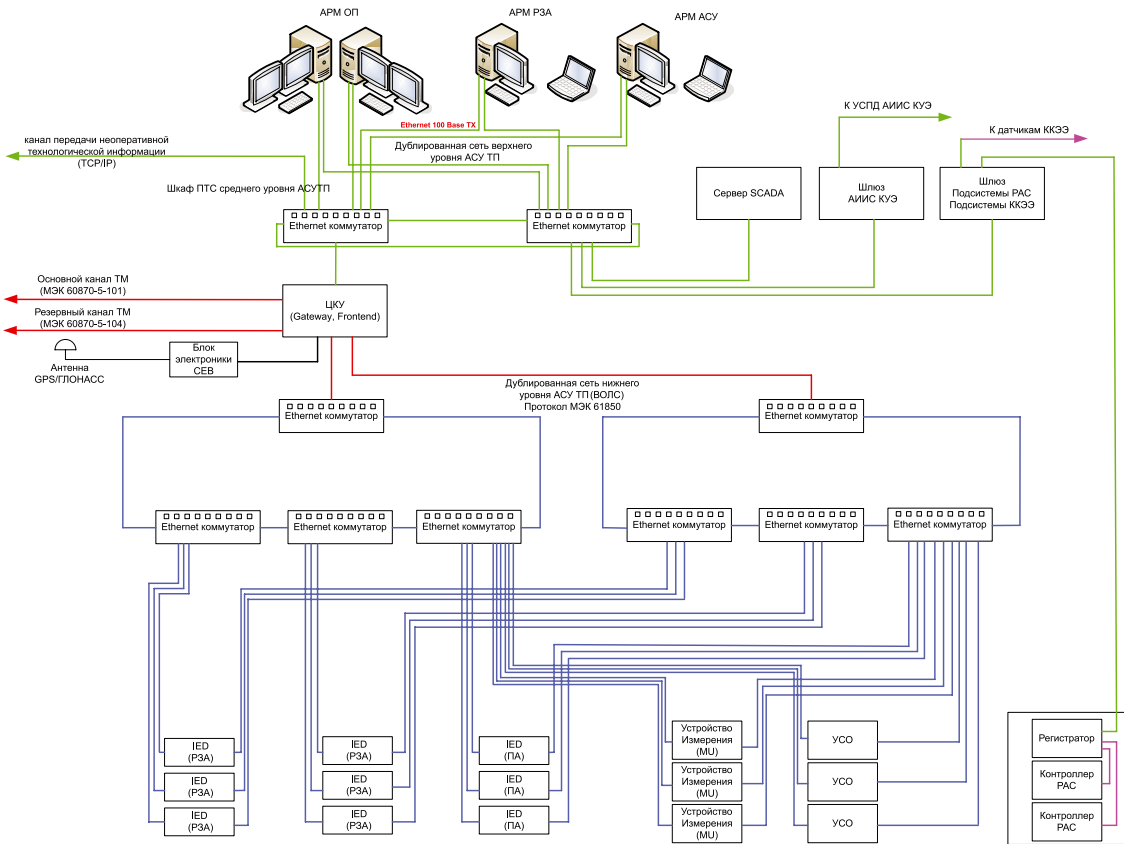 АРМ ОП
АРМ РЗА
АРМ АСУ
Ethernet 100 Base TX
К УСПД АИИС КУЭ
К датчикам ККЭЭ
канал передачи неоперативной
технологической информации
(TCP/IP)
Дублированная сеть верхнего
уровня АСУ ТП
Шкаф ПТС среднего уровня АСУТП
Сервер SCADA
Шлюз
АИИС КУЭ
Шлюз
Подсистемы РАС
Подсистемы ККЭЭ
Ethernet коммутатор
Ethernet коммутатор
Основной канал ТМ
(МЭК 60870-5-101)
Резервный канал ТМ
(МЭК 60870-5-104)
ЦКУ
(Gateway, Frontend)
Антенна
GPS/ГЛОНАСС
Блок
электроники
СЕВ
Дублированная сеть нижнего
уровня АСУ ТП(ВОЛС)
Протокол МЭК 61850
Ethernet коммутатор
Ethernet коммутатор
Ethernet коммутатор
Ethernet коммутатор
Ethernet коммутатор
Ethernet коммутатор
Ethernet коммутатор
Ethernet коммутатор
IED
(РЗА)
IED
(РЗА)
IED
(РЗА)
IED
(РЗА)
IED
(РЗА)
IED
(РЗА)
IED
(ПА)
IED
(ПА)
IED
(ПА)
Устройство
Измерения
(MU)
Устройство
Измерения
(MU)
Устройство
Измерения
(MU)
УСО
УСО
УСО
Регистратор
Контроллер
РАС
Контроллер
РАС